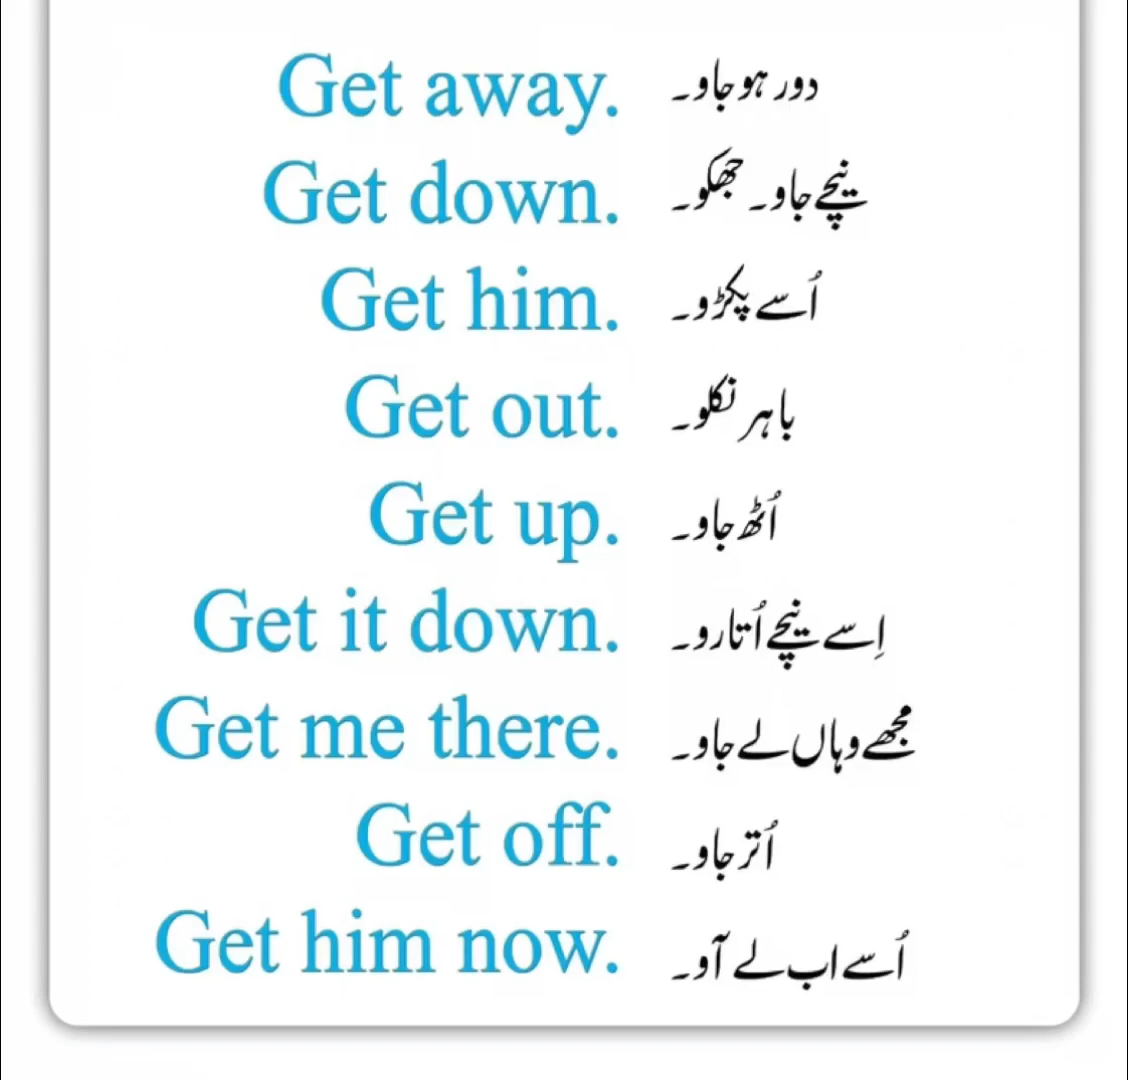 Get away. دور ہو جاو۔
Get down. نیچے جاو۔ جھکو۔
Get him. اُسے پکڑو۔
Get out. باہر نکلو۔
Get up. اُٹھ جاو۔
Get it down. اِسے نیچے اُتارو۔
Get me there. مجھے وہاں لے جاو۔
Get off. اُتر جاو۔
Get him now. اُسے اب لے آو۔